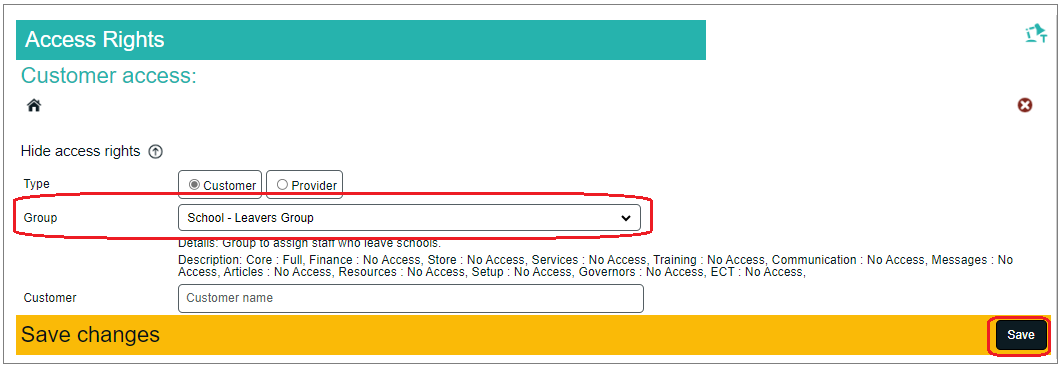 Access Rights
Customer access:
Hide access rights
Type Customer Provider
Group School - Leavers Group
Details: Group to assign staff who leave schools.
Description: Core : Full, Finance : No Access, Store : No Access, Services : No Access, Training : No Access, Communication : No Access, Messages : No
Access, Articles : No Access, Resources : No Access, Setup : No Access, Governors : No Access, ECT : No Access,
Customer Customer name
Save changes Save